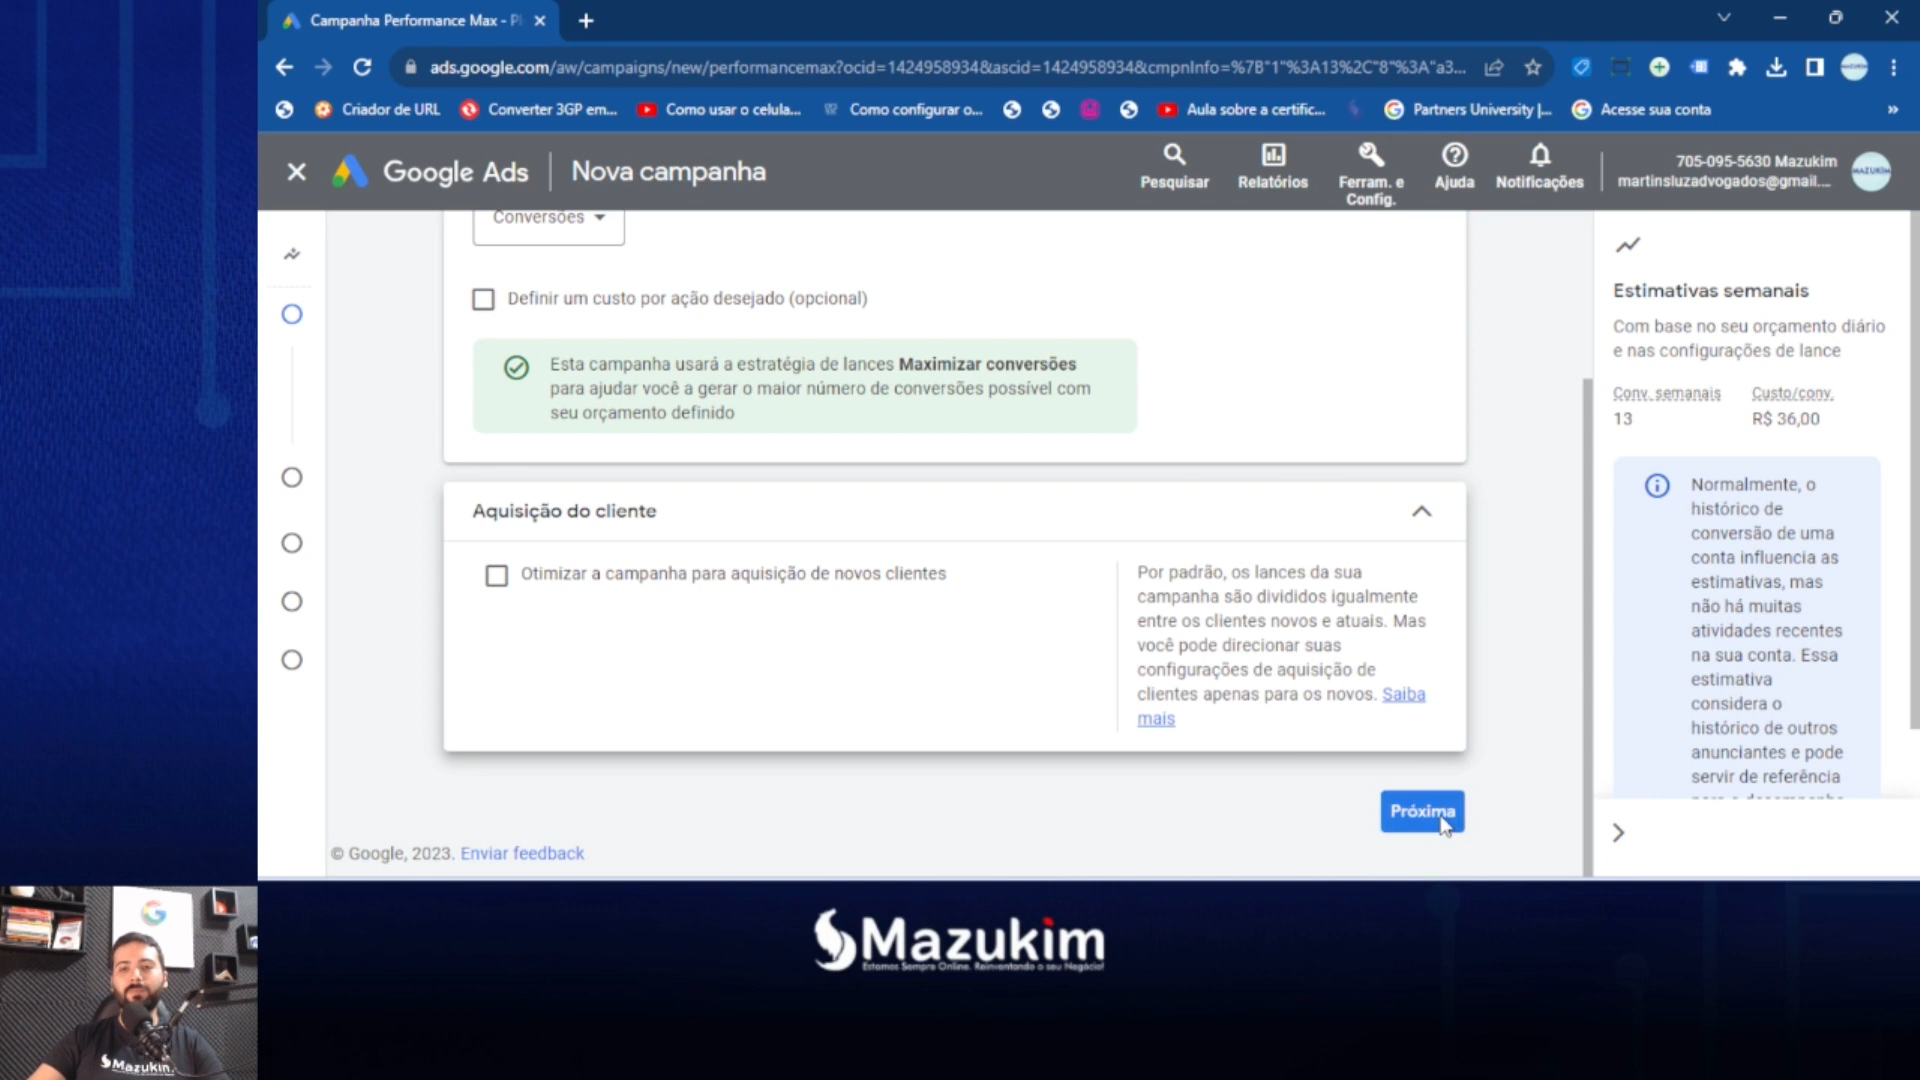 Campanha Performance Max - P
ads.google.com/aw/campaigns/new/performancemax?ocid=1424958934&ascid=1424958934&cmpnInfo=%7B"1"%3A13%2C"8"%3A"a3...
Criador de URL
Converter 3GP em...
Como usar o celula...
Como configurar o...
Aula sobre a certific...
Partners University |...
Acesse sua conta
»
Google Ads
Nova campanha
Pesquisar
Relatórios
Ferram. e
Config.
Ajuda
Notificações
705-095-5630 Mazukim
martinsluzadvogados@gmail....
MAZUKIM
Conversões
Definir um custo por ação desejado (opcional)
Esta campanha usará a estratégia de lances Maximizar conversões
para ajudar você a gerar o maior número de conversões possível com
seu orçamento definido
Aquisição do cliente
Otimizar a campanha para aquisição de novos clientes
Por padrão, os lances da sua
campanha são divididos igualmente
entre os clientes novos e atuais. Mas
você pode direcionar suas
configurações de aquisição de
clientes apenas para os novos. Saiba
mais
Próxima
© Google, 2023. Enviar feedback
Estimativas semanais
Com base no seu orçamento diário
e nas configurações de lance
Conv. semanais
Custo/conv.
13
R$ 36,00
Normalmente, o
histórico de
conversão de uma
conta influencia as
estimativas, mas
não há muitas
atividades recentes
na sua conta. Essa
estimativa
considera o
histórico de outros
anunciantes e pode
servir de referência
Mazukim
Estamos Sempre Online. Reinventando o seu Negócio!
Mazukim